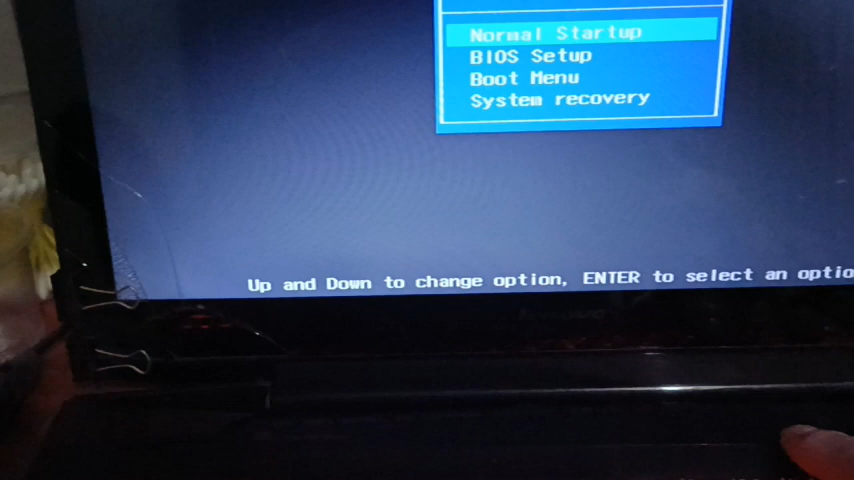 Normal Startup
BIOS Setup
Boot Menu
System recovery
Up and Down to change option, ENTER to select an optio